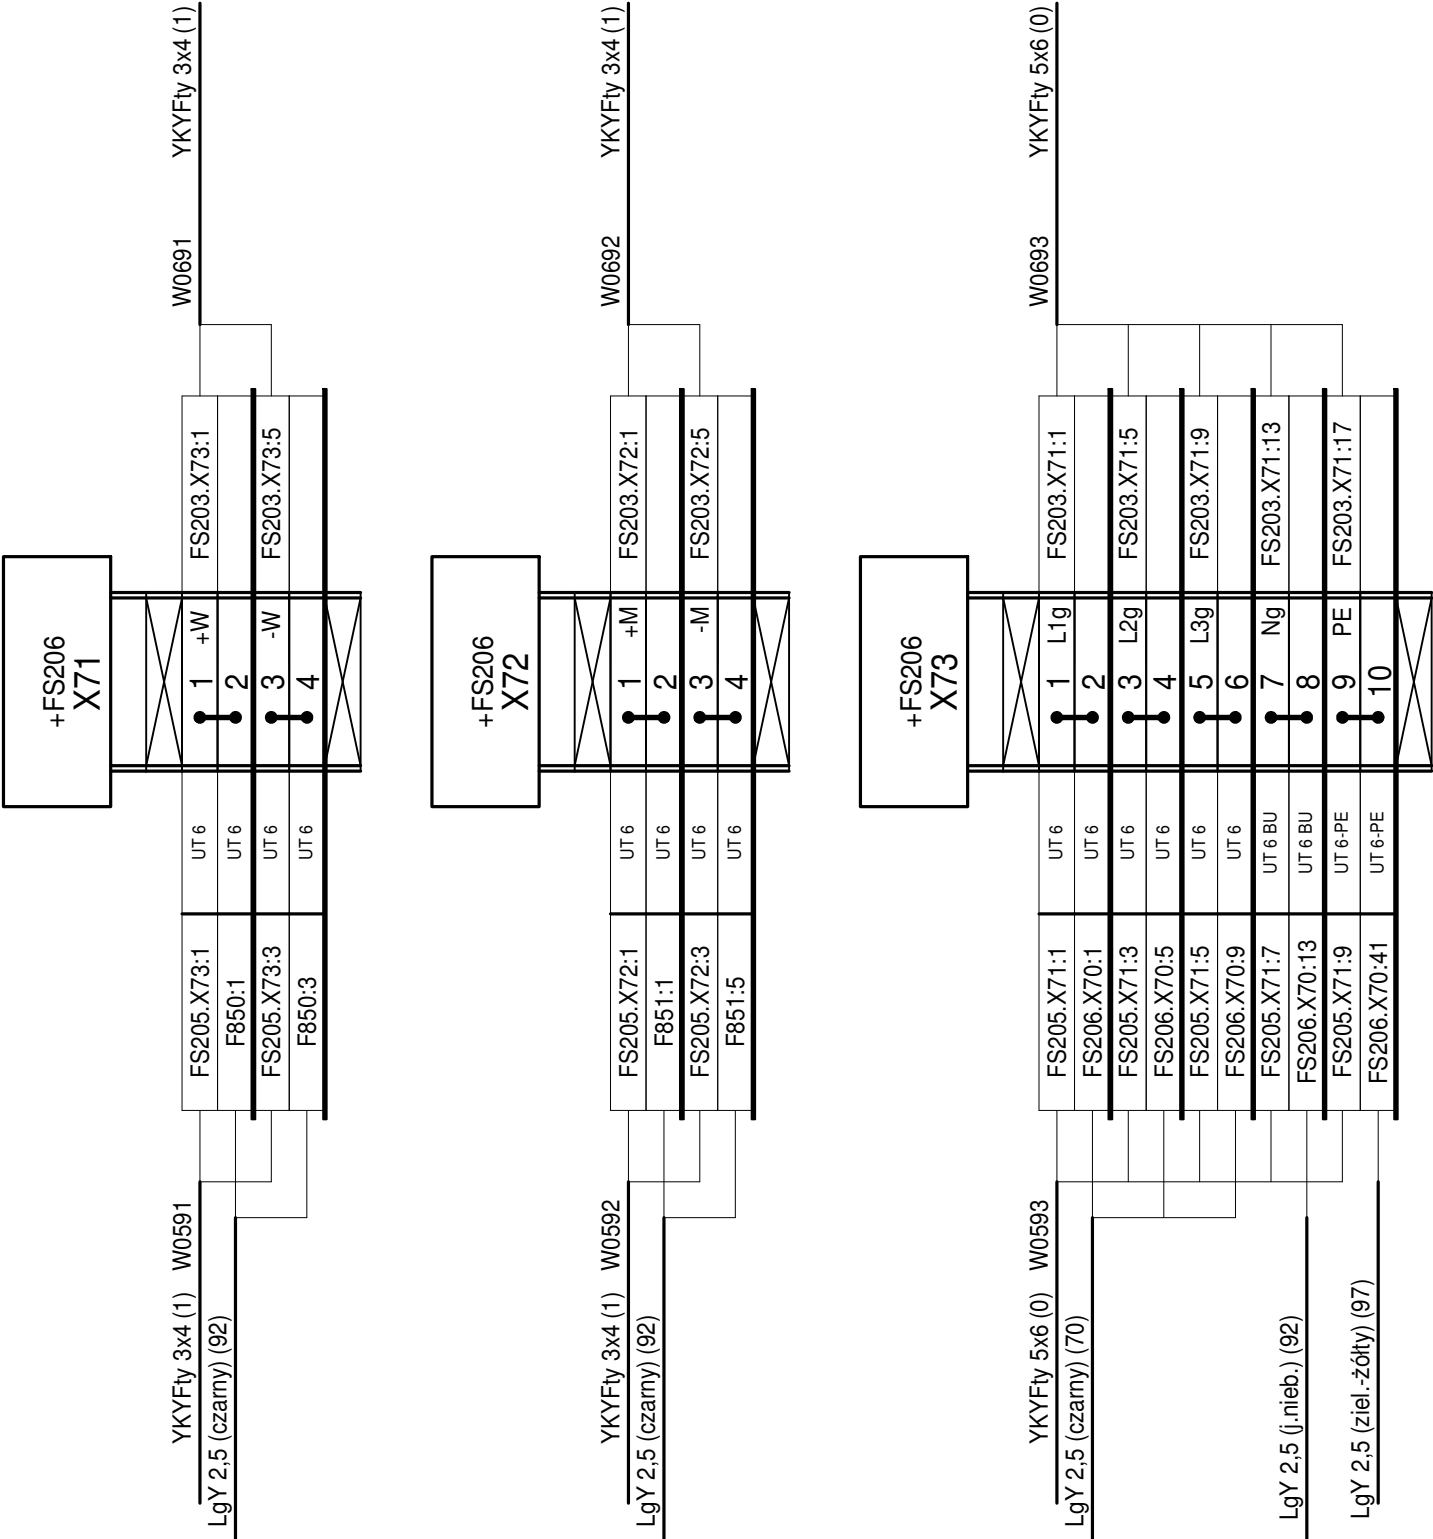 +FS206
X71
YKYFty 3x4 (1) W0591
LgY 2,5 (czarny) (92)
FS205.X73:1 UT 6 1 +W FS203.X73:1
F850:1 UT 6 2
FS205.X73:3 UT 6 3 -W FS203.X73:5
F850:3 UT 6 4
W0691 YKYFty 3x4 (1)
+FS206
X72
YKYFty 3x4 (1) W0592
LgY 2,5 (czarny) (92)
FS205.X72:1 UT 6 1 +M FS203.X72:1
F851:1 UT 6 2
FS205.X72:3 UT 6 3 -M FS203.X72:5
F851:5 UT 6 4
W0692 YKYFty 3x4 (1)
+FS206
X73
YKYFty 5x6 (0) W0593
LgY 2,5 (czarny) (70)
LgY 2,5 (j.nieb.) (92)
LgY 2,5 (ziel.-żółty) (97)
FS205.X71:1 UT 6 1 L1g FS203.X71:1
FS206.X70:1 UT 6 2
FS205.X71:3 UT 6 3 L2g FS203.X71:5
FS206.X70:5 UT 6 4
FS205.X71:5 UT 6 5 L3g FS203.X71:9
FS206.X70:9 UT 6 6
FS205.X71:7 UT 6 BU 7 Ng FS203.X71:13
FS206.X70:13 UT 6 BU 8
FS205.X71:9 UT 6-PE 9 PE FS203.X71:17
FS206.X70:41 UT 6-PE 10
W0693 YKYFty 5x6 (0)